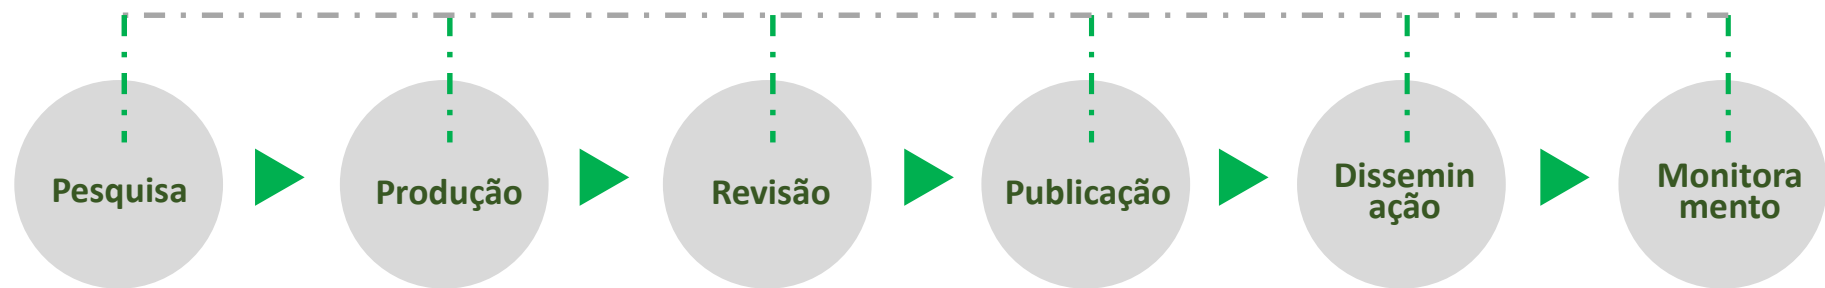 Pesquisa
Produção
Revisão
Publicação
Dissemin
ação
Monitora
mento